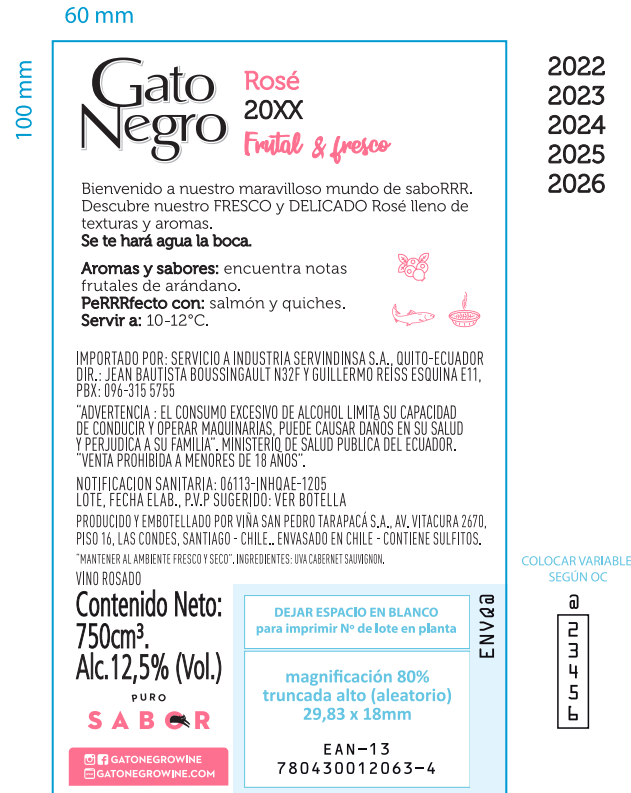 60 mm
100 mm
Gato
Negro
Rosé
20XX
Frutal & fresco
2022
2023
2024
2025
2026
Bienvenido a nuestro maravilloso mundo de saboRRR.
Descubre nuestro FRESCO y DELICADO Rosé lleno de
texturas y aromas.
Se te hará agua la boca.
Aromas y sabores: encuentra notas
frutales de arándano.
PeRRRfecto con: salmón y quiches.
Servir a: 10-12°C.
IMPORTADO POR: SERVICIO A INDUSTRIA SERVINDINSA S.A., QUITO-ECUADOR
DIR.: JEAN BAUTISTA BOUSSINGAULT N32F Y GUILLERMO REISS ESQUINA E11,
PBX: 096-315 5755
"ADVERTENCIA : EL CONSUMO EXCESIVO DE ALCOHOL LIMITA SU CAPACIDAD
DE CONDUCIR Y OPERAR MAQUINARIAS, PUEDE CAUSAR DAÑOS EN SU SALUD
Y PERJUDICA A SU FAMILIA". MINISTERIO DE SALUD PUBLICA DEL ECUADOR.
"VENTA PROHIBIDA A MENORES DE 18 AÑOS".
NOTIFICACION SANITARIA: 06113-INHQAE-1205
LOTE, FECHA ELAB., P.V.P SUGERIDO: VER BOTELLA
PRODUCIDO Y EMBOTELLADO POR VIÑA SAN PEDRO TARAPACÁ S.A., AV. VITACURA 2670,
PISO 16, LAS CONDES, SANTIAGO - CHILE.. ENVASADO EN CHILE - CONTIENE SULFITOS.
"MANTENER AL AMBIENTE FRESCO Y SECO". INGREDIENTES: UVA CABERNET SAUVIGNON.
VINO ROSADO
Contenido Neto:
750cm³.
Alc.12,5% (Vol.)
PURO
SABOR
GATONEGROWINE
GATONEGROWINE.COM
DEJAR ESPACIO EN BLANCO
para imprimir Nº de lote en planta
magnificación 80%
truncada alto (aleatorio)
29,83 x 18mm
EAN-13
780430012063-4
ENV@@
COLOCAR VARIABLE
SEGÚN OC
@
2
3
4
5
6